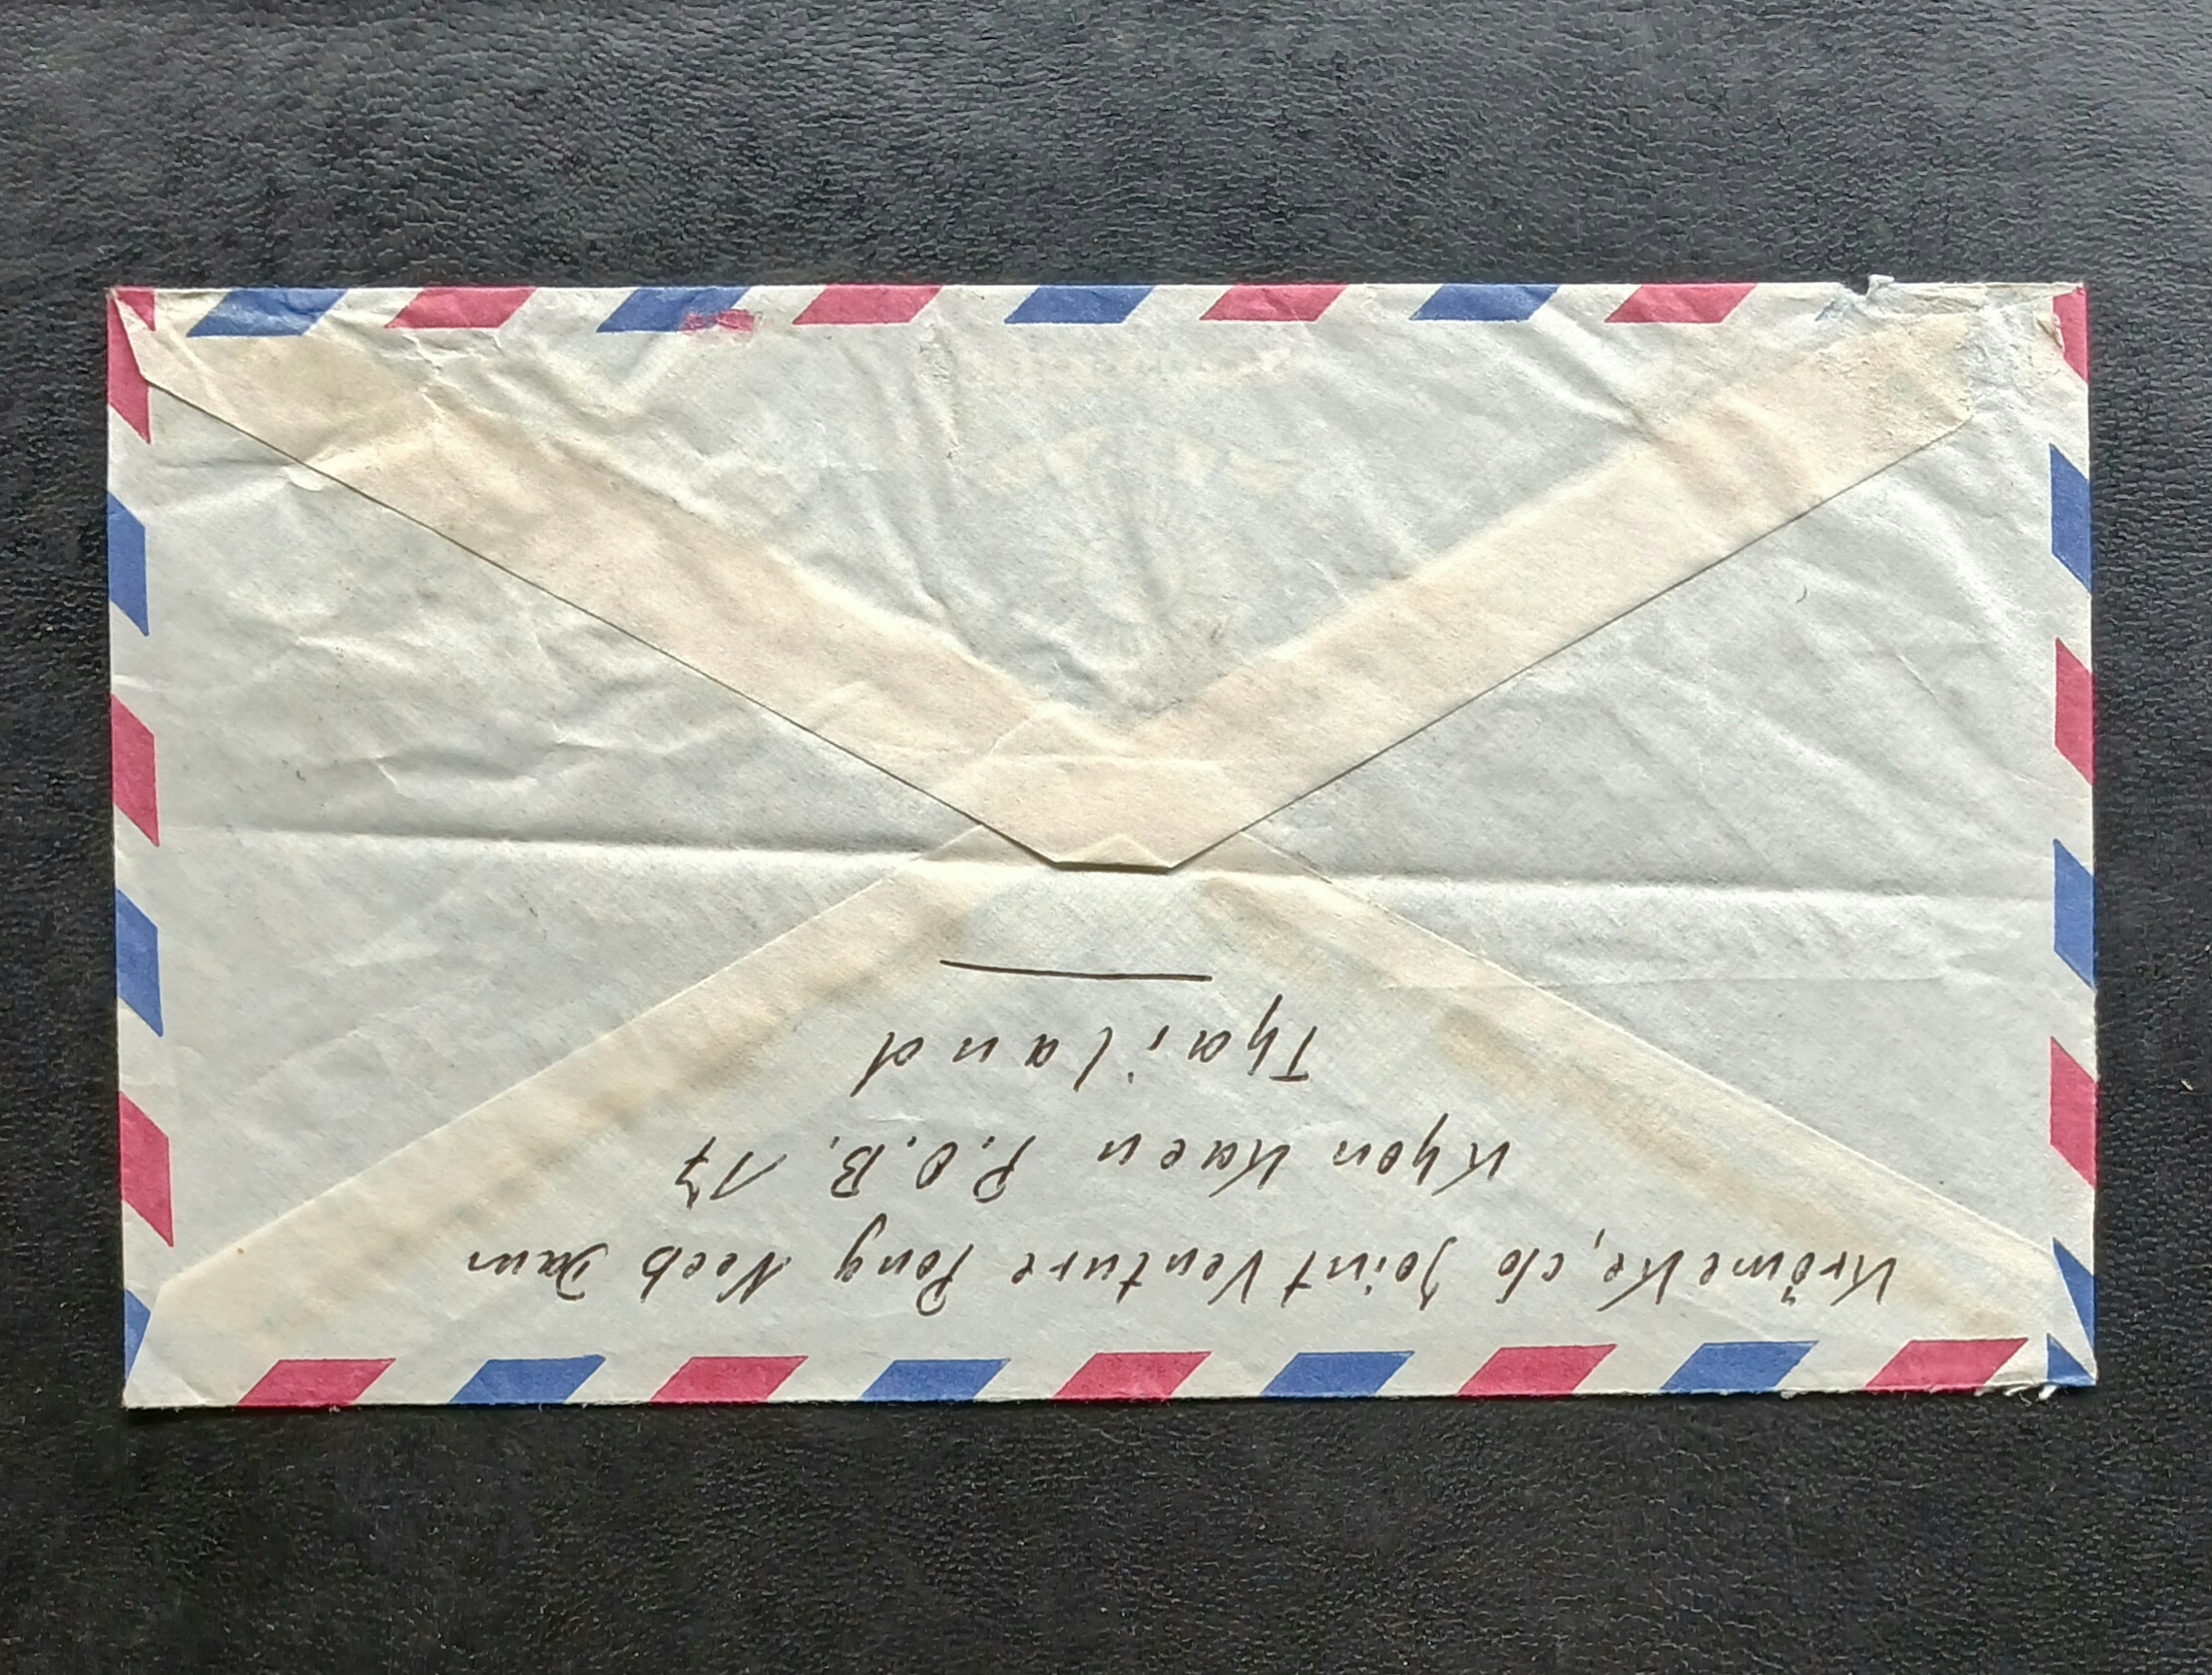 Krömeke, c/o Joint Venture Pong Neeb Dam
Khon Kaen P.O.B. 17
Thailand